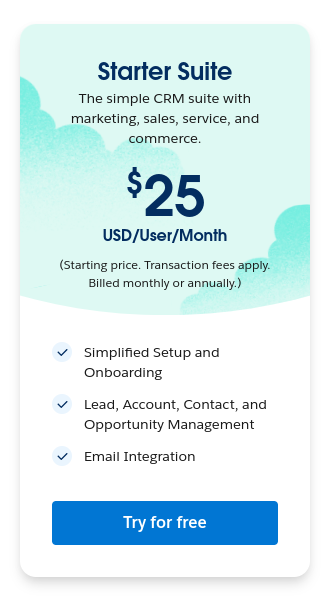 Starter Suite
The simple CRM suite with
marketing, sales, service, and
commerce.
$25
USD/User/Month
(Starting price. Transaction fees apply.
Billed monthly or annually.)
Simplified Setup and
Onboarding
Lead, Account, Contact, and
Opportunity Management
Email Integration
Try for free